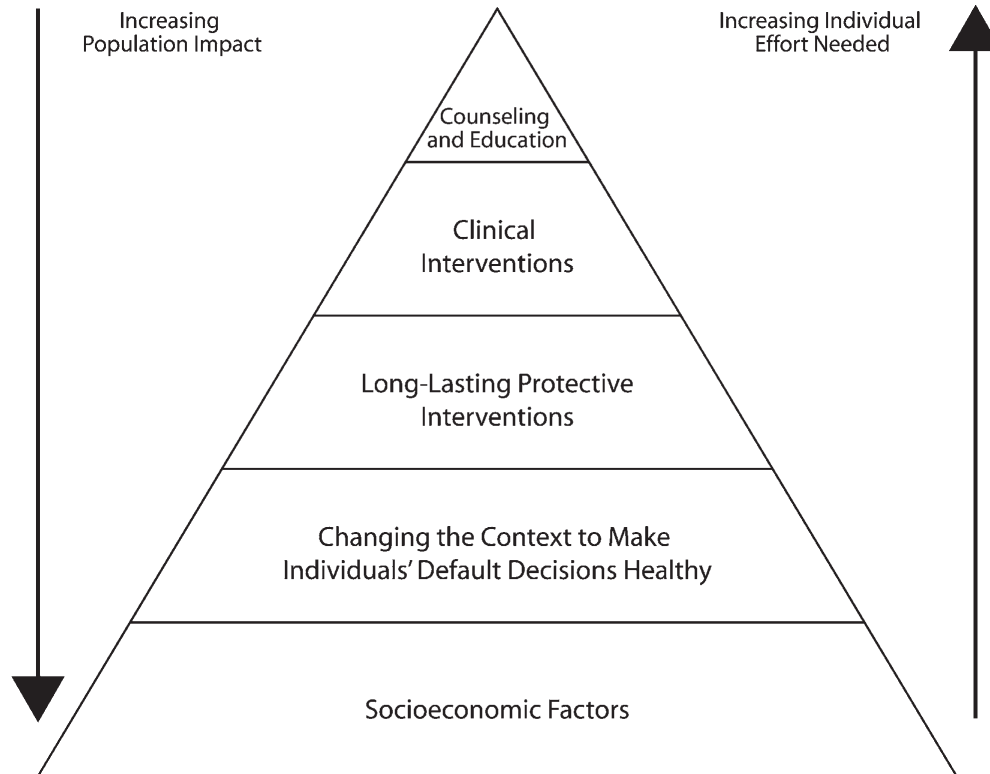 Increasing
Population Impact
Increasing Individual
Effort Needed
Counseling
and Education
Clinical
Interventions
Long-Lasting Protective
Interventions
Changing the Context to Make
Individuals’ Default Decisions Healthy
Socioeconomic Factors